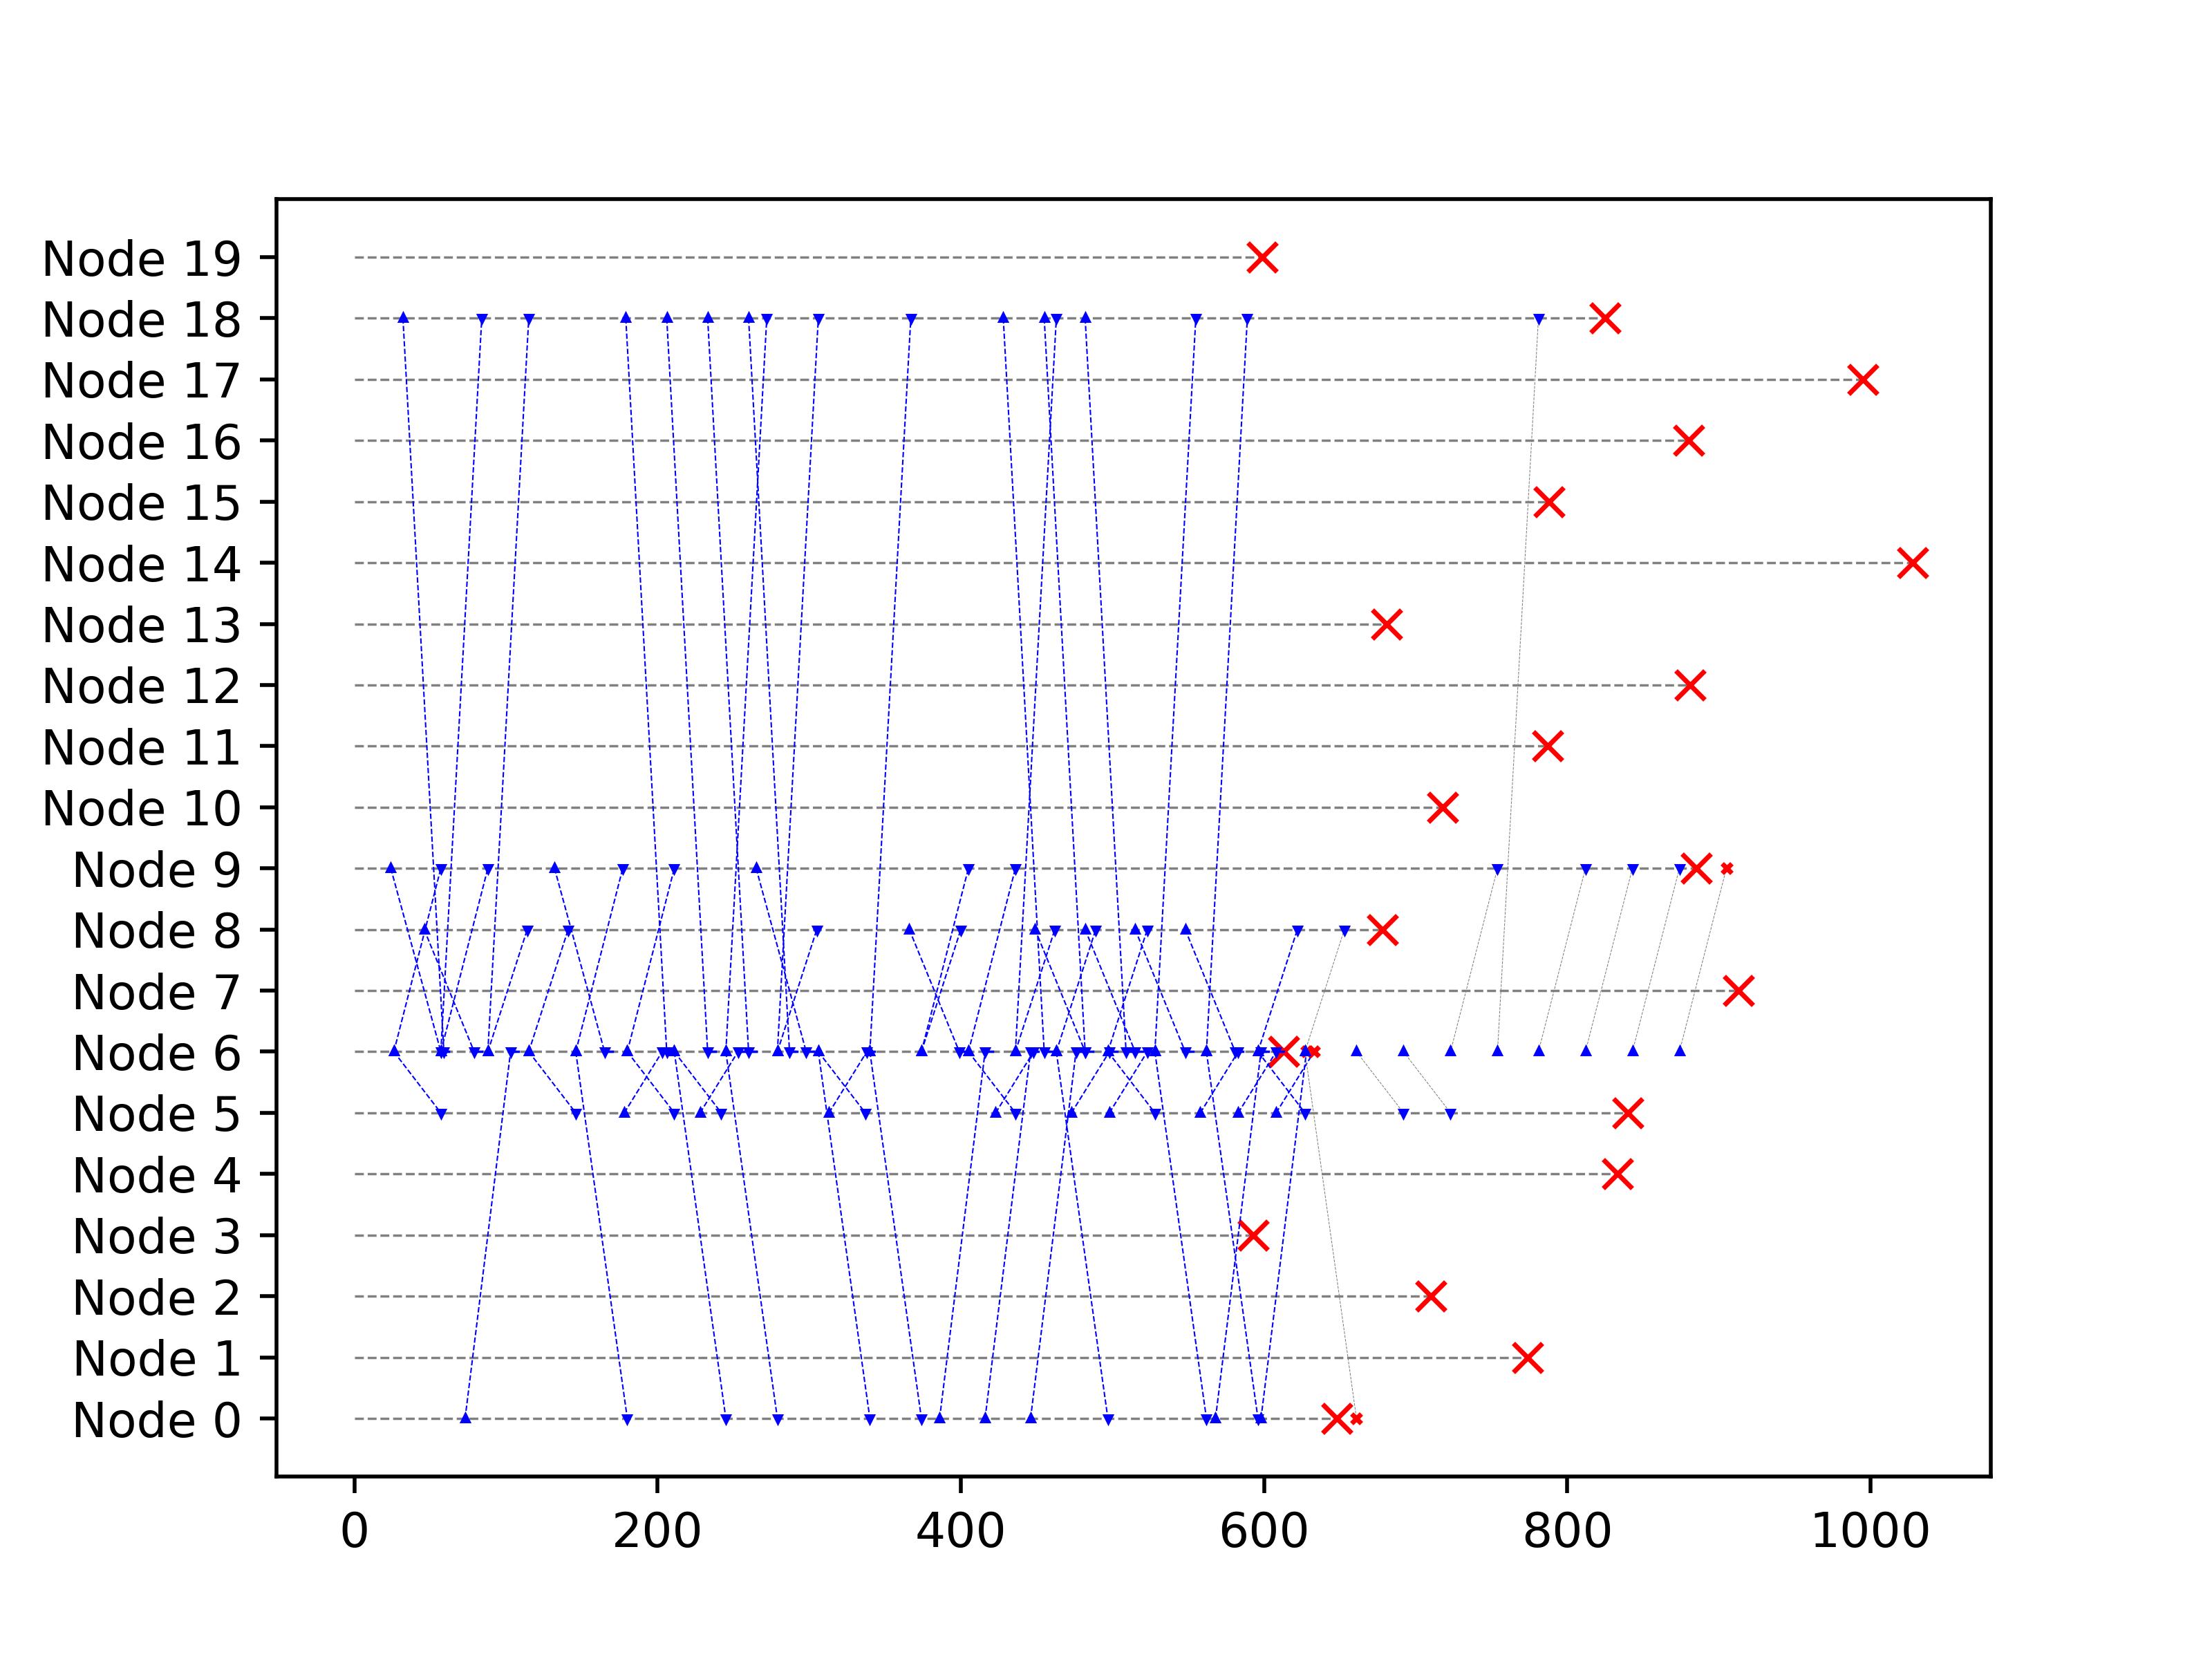 Node 19
Node 18
Node 17
Node 16
Node 15
Node 14
Node 13
Node 12
Node 11
Node 10
Node 9
Node 8
Node 7
Node 6
Node 5
Node 4
Node 3
Node 2
Node 1
Node 0
0 200 400 600 800 1000